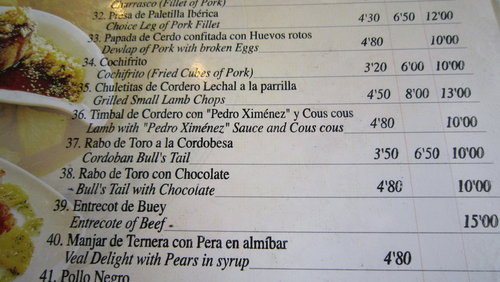 Churrasco (Fillet of Pork)
32. Presa de Paletilla Ibérica
Choice Leg of Pork Fillet 4'30 6'50 12'00
33. Papada de Cerdo confitada con Huevos rotos
Dewlap of Pork with broken Eggs 4'80 10'00
34. Cochifrito
Cochifrito (Fried Cubes of Pork) 3'20 6'00 10'00
35. Chuletitas de Cordero Lechal a la parrilla
Grilled Small Lamb Chops 4'50 8'00 13'00
36. Timbal de Cordero con "Pedro Ximénez" y Cous cous
Lamb with "Pedro Ximénez" Sauce and Cous cous 4'80 10'00
37. Rabo de Toro a la Cordobesa
Cordoban Bull's Tail 3'50 6'50 10'00
38. Rabo de Toro con Chocolate
Bull's Tail with Chocolate 4'80 10'00
39. Entrecot de Buey
Entrecote of Beef 15'00
40. Manjar de Ternera con Pera en almíbar
Veal Delight with Pears in syrup 4'80
41. Pollo Negro